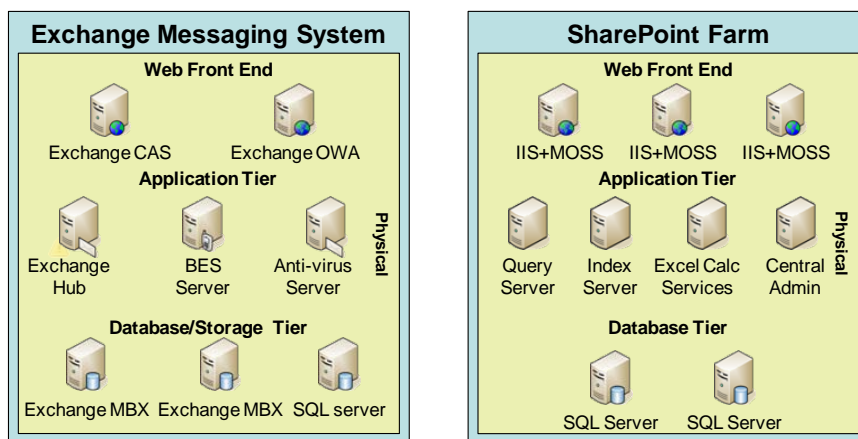 Exchange Messaging System
Web Front End
Exchange CAS
Exchange OWA
Application Tier
Exchange
Hub
BES
Server
Anti-virus
Server
Physical
Database/Storage Tier
Exchange MBX
Exchange MBX
SQL server
SharePoint Farm
Web Front End
IIS+MOSS
IIS+MOSS
IIS+MOSS
Application Tier
Query
Server
Index
Server
Excel Calc
Services
Central
Admin
Physical
Database Tier
SQL Server
SQL Server